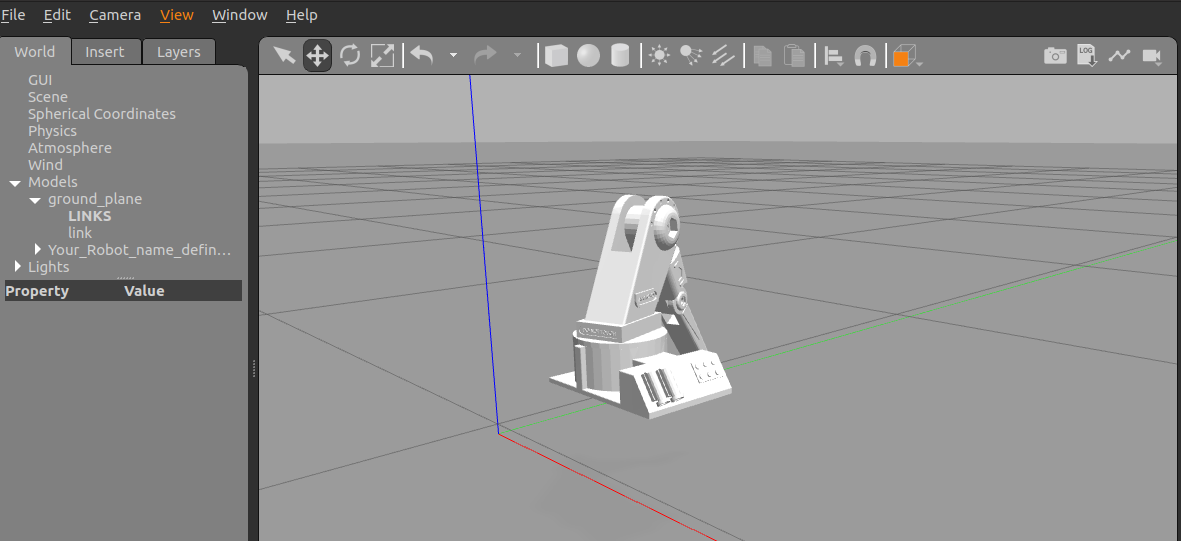 File Edit Camera View Window Help
World Insert Layers
LOG
GUI
Scene
Spherical Coordinates
Physics
Atmosphere
Wind
Models
ground_plane
LINKS
link
Your_Robot_name_defin...
Lights
Property Value